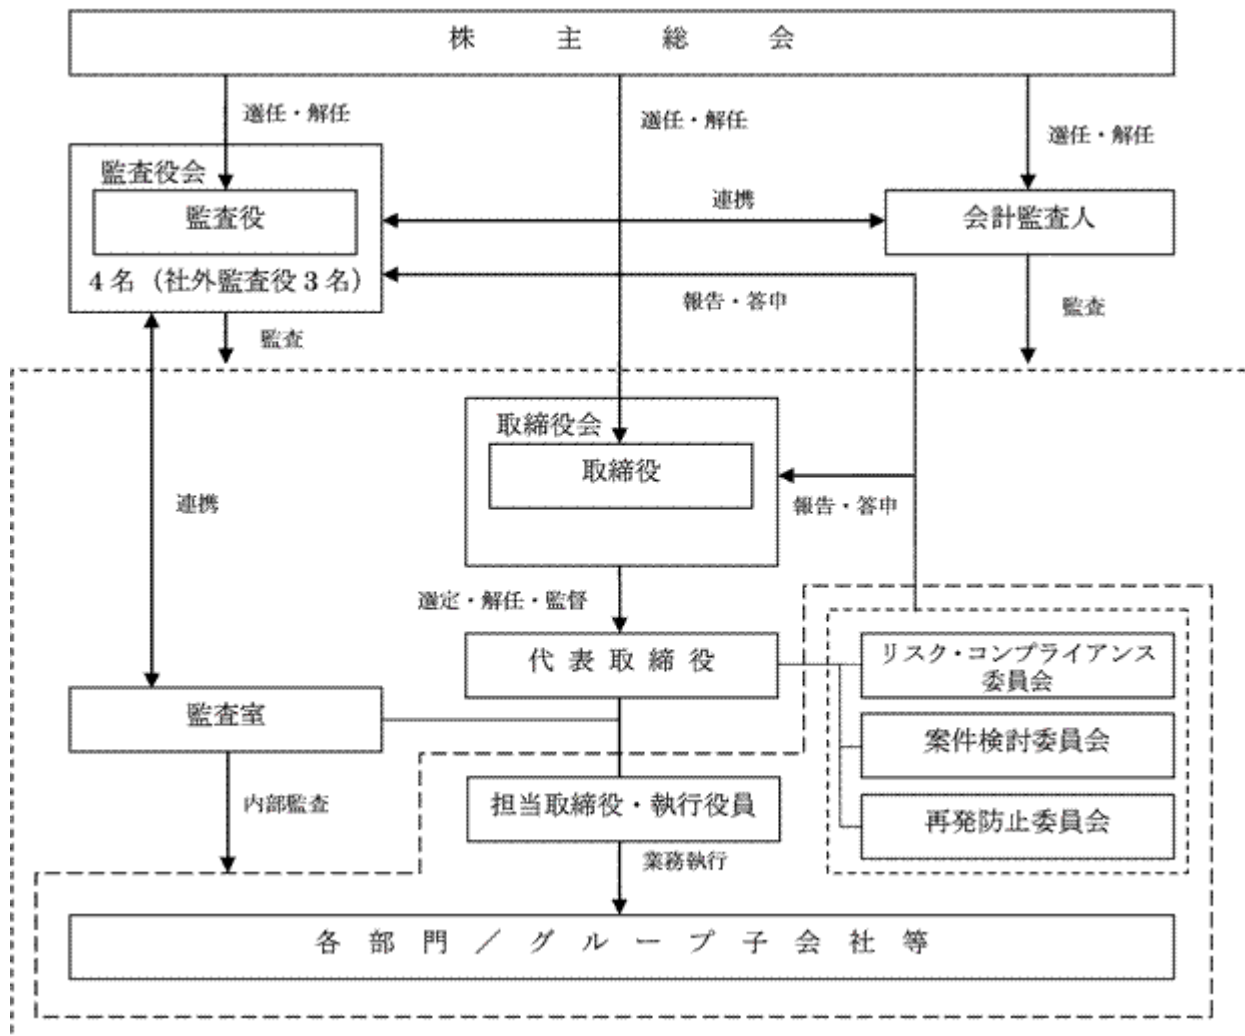 株主総会
選任・解任
選任・解任
選任・解任
監査役会
監査役
4名（社外監査役3名）
連携
会計監査人
報告・答申
監査
監査
取締役会
取締役
連携
報告・答申
選定・解任・監督
代表取締役
リスク・コンプライアンス
委員会
監査室
案件検討委員会
内部監査
担当取締役・執行役員
再発防止委員会
業務執行
各部門／グループ子会社等